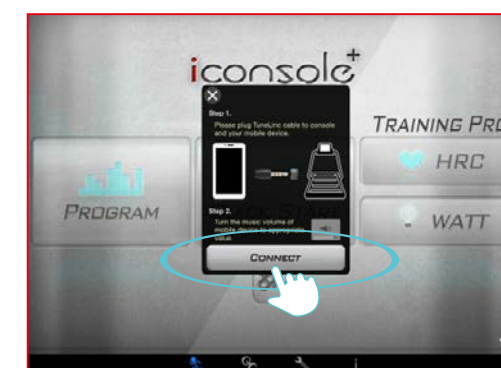 iconsole+
Step 1.
Please plug TuneLinc cable to console
and your mobile device.
TRAINING PRO
HRC
PROGRAM
Step 2.
Turn the music volume of
mobile device to appropriate
value.
WATT
CONNECT